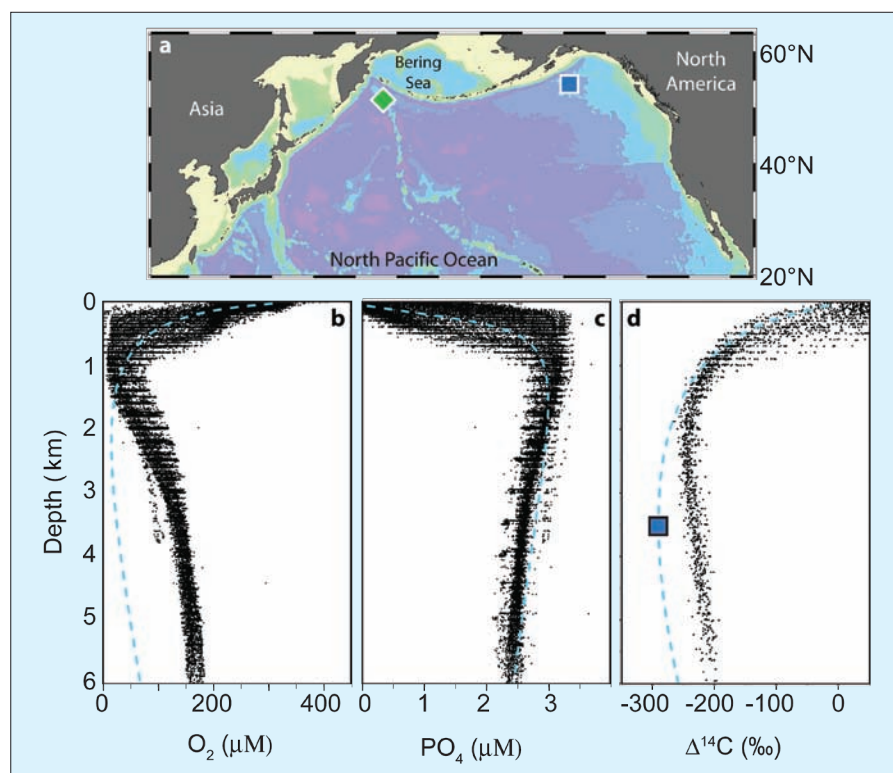 a
Bering
Sea
North
America
Asia
North Pacific Ocean
60°N
40°N
20°N
b
c
d
Depth ( km)
0
1
2
3
4
5
6
0 200 400
0 1 2 3
-300 -200 -100 0
O₂ (μM)
PO₄ (μM)
Δ¹⁴C (‰)